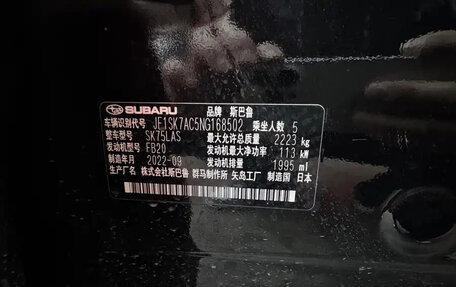 SUBARU 品牌 斯巴鲁
车辆识别代号 JF1SK7AC5NG168502 乘坐人数 5
整车型号 SK75LAS 最大允许总质量 2223 kg
发动机型号 FB20 发动机最大净功率 113 kW
制造年月 2022-09 发动机排量 1995 ml
生产厂名 株式会社斯巴鲁 群马制作所 矢岛工厂 制造国 日本